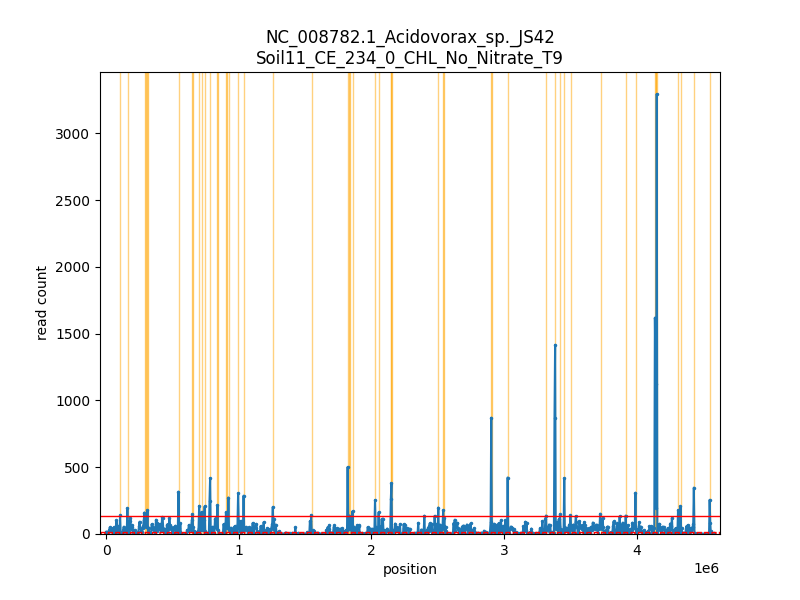 NC_008782.1_Acidovorax_sp._JS42
Soil11_CE_234_0_CHL_No_Nitrate_T9
3000
2500
2000
1500
1000
500
0
read count
0 1 2 3 4
1e6
position